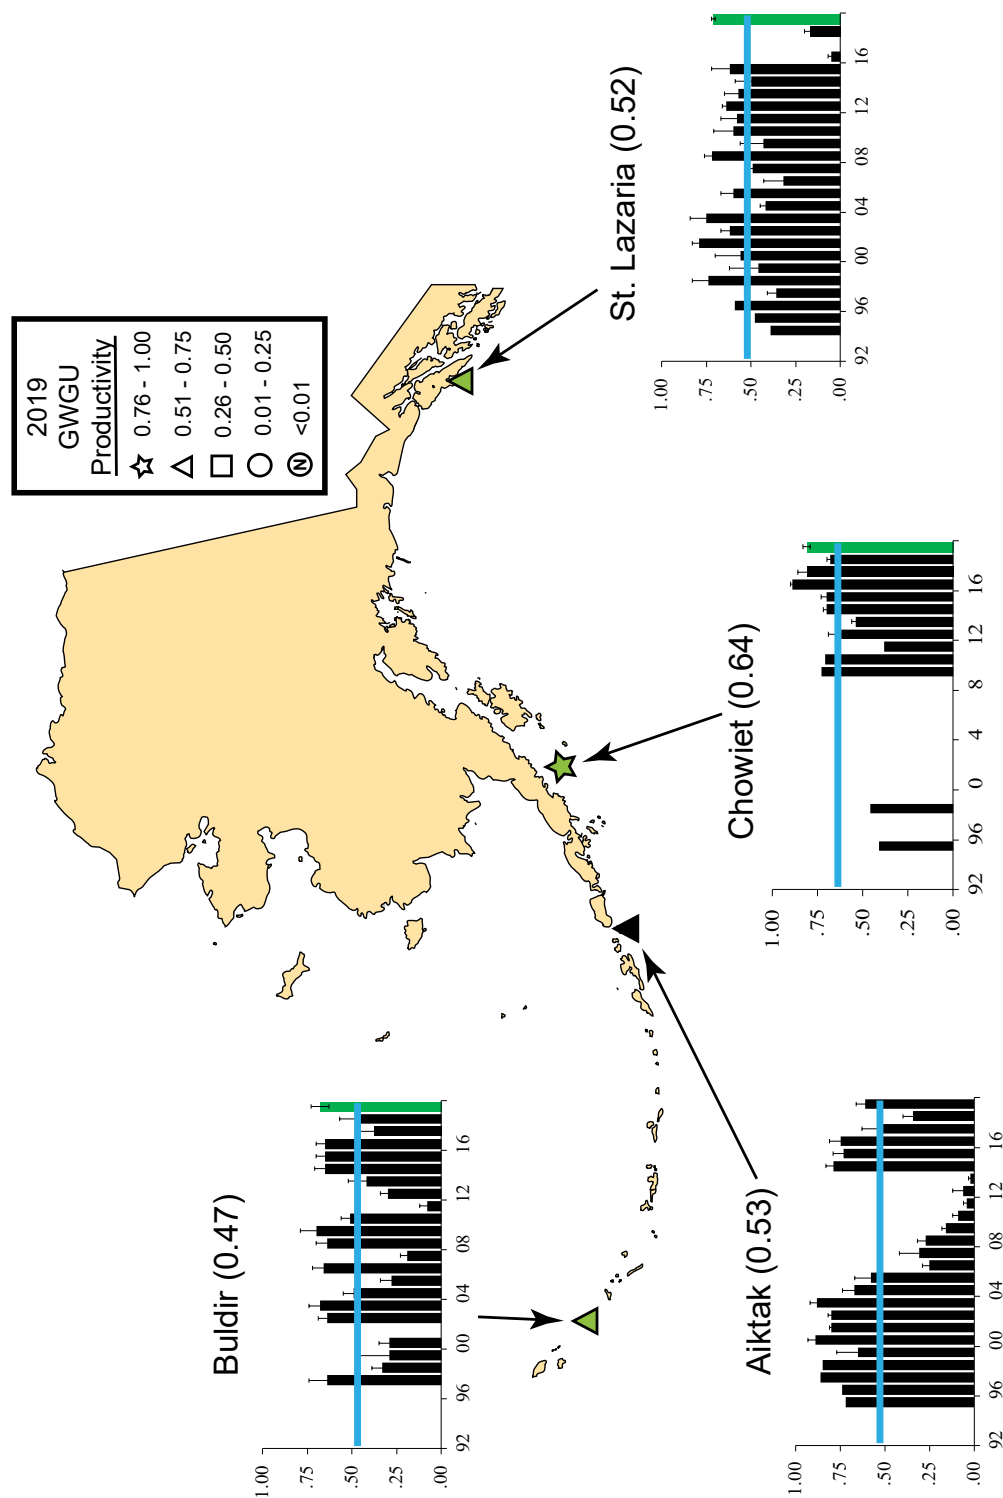 2019
GWGU
Productivity
0.76 - 1.00
0.51 - 0.75
0.26 - 0.50
0.01 - 0.25
N <0.01
Buldir (0.47)
1.00
.75
.50
.25
.00
92 96 00 04 08 12 16
St. Lazaria (0.52)
1.00
.75
.50
.25
.00
92 96 00 04 08 12 16
Aiktak (0.53)
1.00
.75
.50
.25
.00
92 96 00 04 08 12 16
Chowiet (0.64)
1.00
.75
.50
.25
.00
92 96 0 4 8 12 16